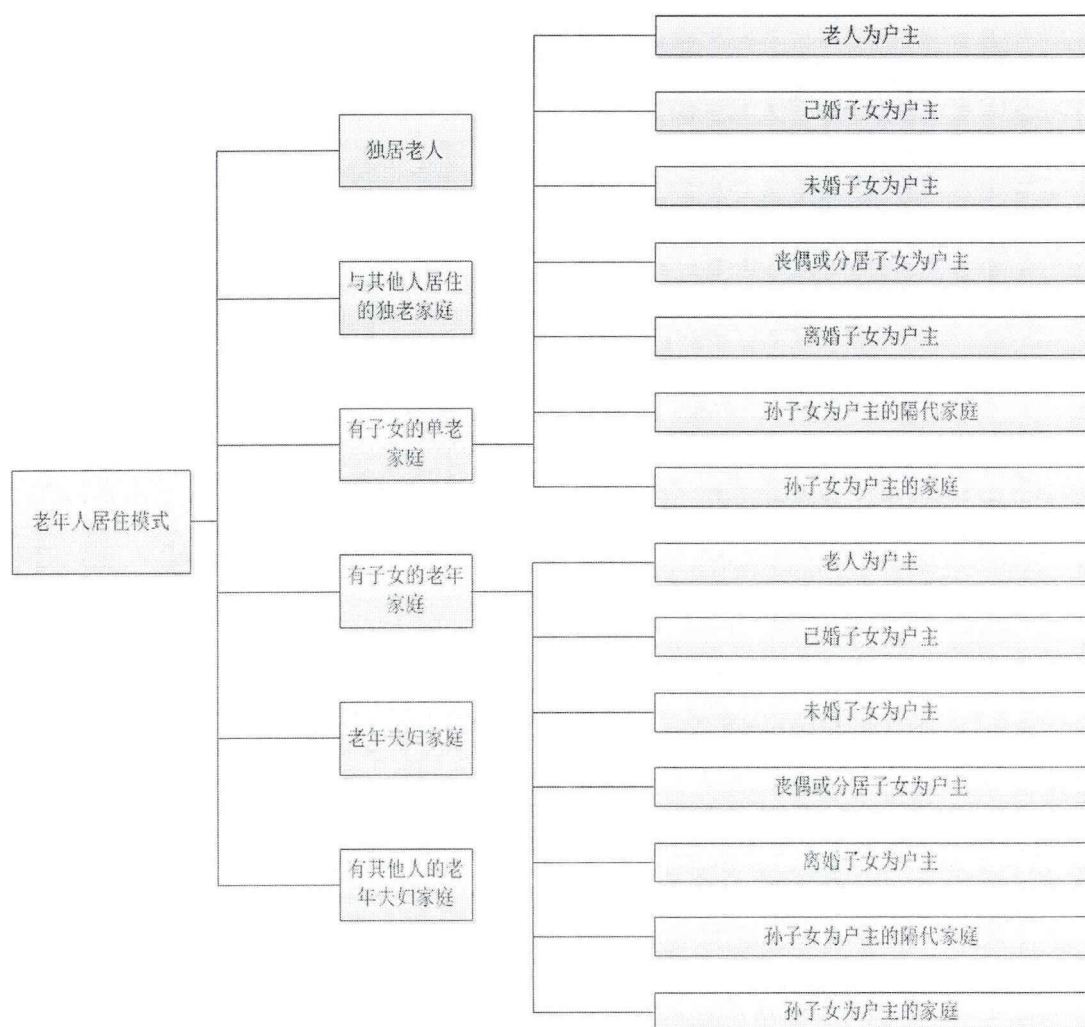 老年人居住模式
独居老人
与其他人居住
的独老家庭
有子女的单老
家庭
老人为户主
已婚子女为户主
未婚子女为户主
丧偶或分居子女为户主
离婚子女为户主
孙子女为户主的隔代家庭
孙子女为户主的家庭
有子女的老年
家庭
老人为户主
已婚子女为户主
未婚子女为户主
丧偶或分居子女为户主
离婚子女为户主
孙子女为户主的隔代家庭
孙子女为户主的家庭
老年夫妇家庭
有其他人的老
年夫妇家庭